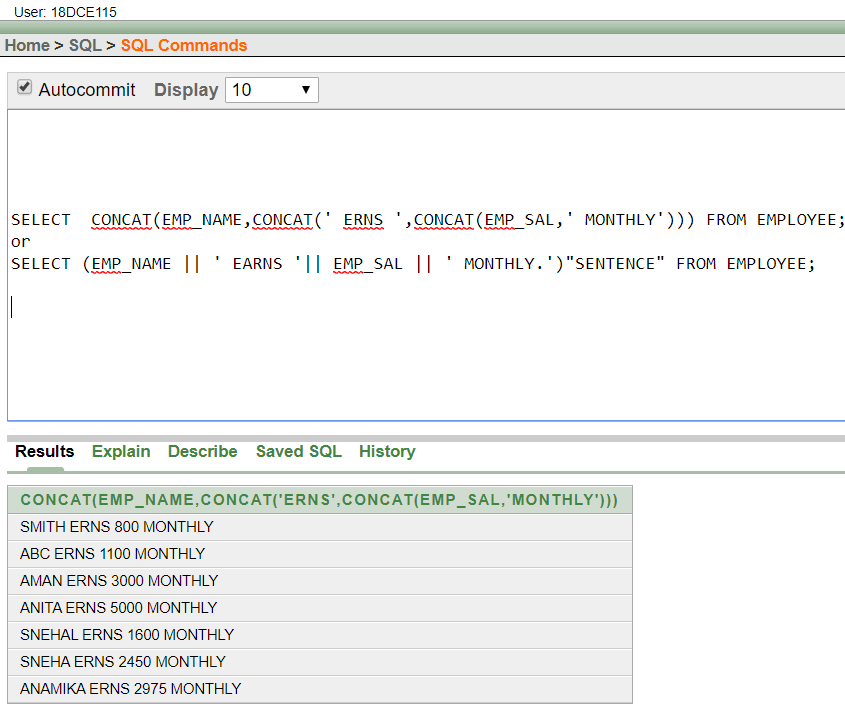 User: 18DCE115
Home > SQL > SQL Commands
Autocommit Display 10
SELECT  CONCAT(EMP_NAME,CONCAT(' ERNS ',CONCAT(EMP_SAL,' MONTHLY'))) FROM EMPLOYEE;
or
SELECT (EMP_NAME || ' EARNS '|| EMP_SAL || ' MONTHLY.')"SENTENCE" FROM EMPLOYEE;
Results Explain Describe Saved SQL History
CONCAT(EMP_NAME,CONCAT('ERNS',CONCAT(EMP_SAL,'MONTHLY')))
SMITH ERNS 800 MONTHLY
ABC ERNS 1100 MONTHLY
AMAN ERNS 3000 MONTHLY
ANITA ERNS 5000 MONTHLY
SNEHAL ERNS 1600 MONTHLY
SNEHA ERNS 2450 MONTHLY
ANAMIKA ERNS 2975 MONTHLY